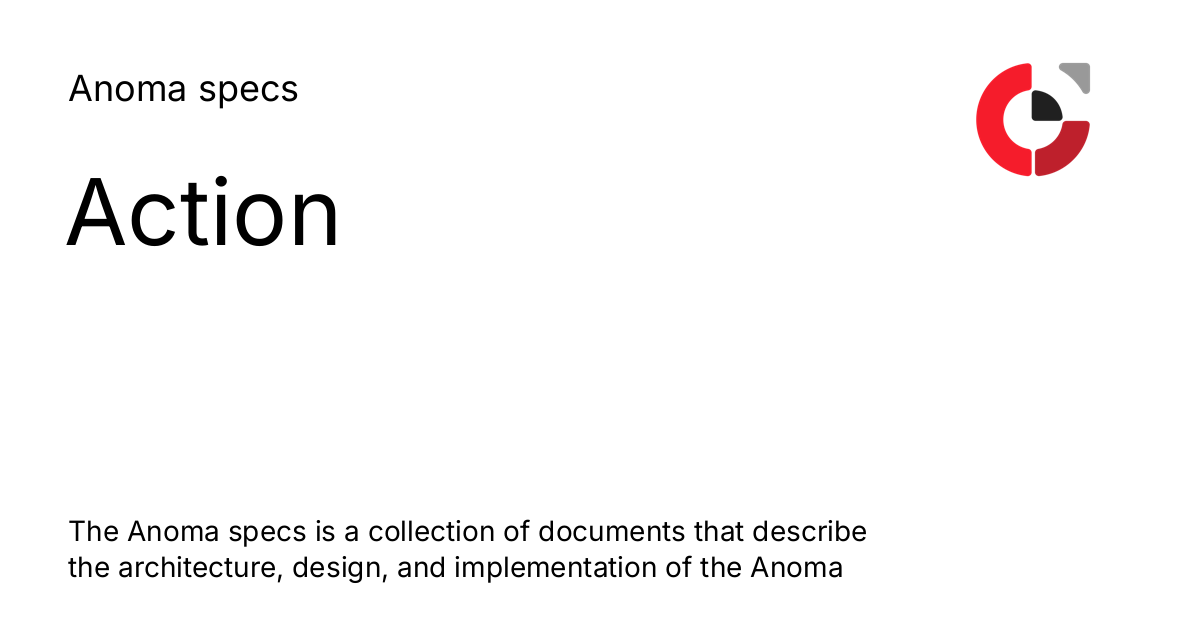 Anoma specs
Action
The Anoma specs is a collection of documents that describe
the architecture, design, and implementation of the Anoma